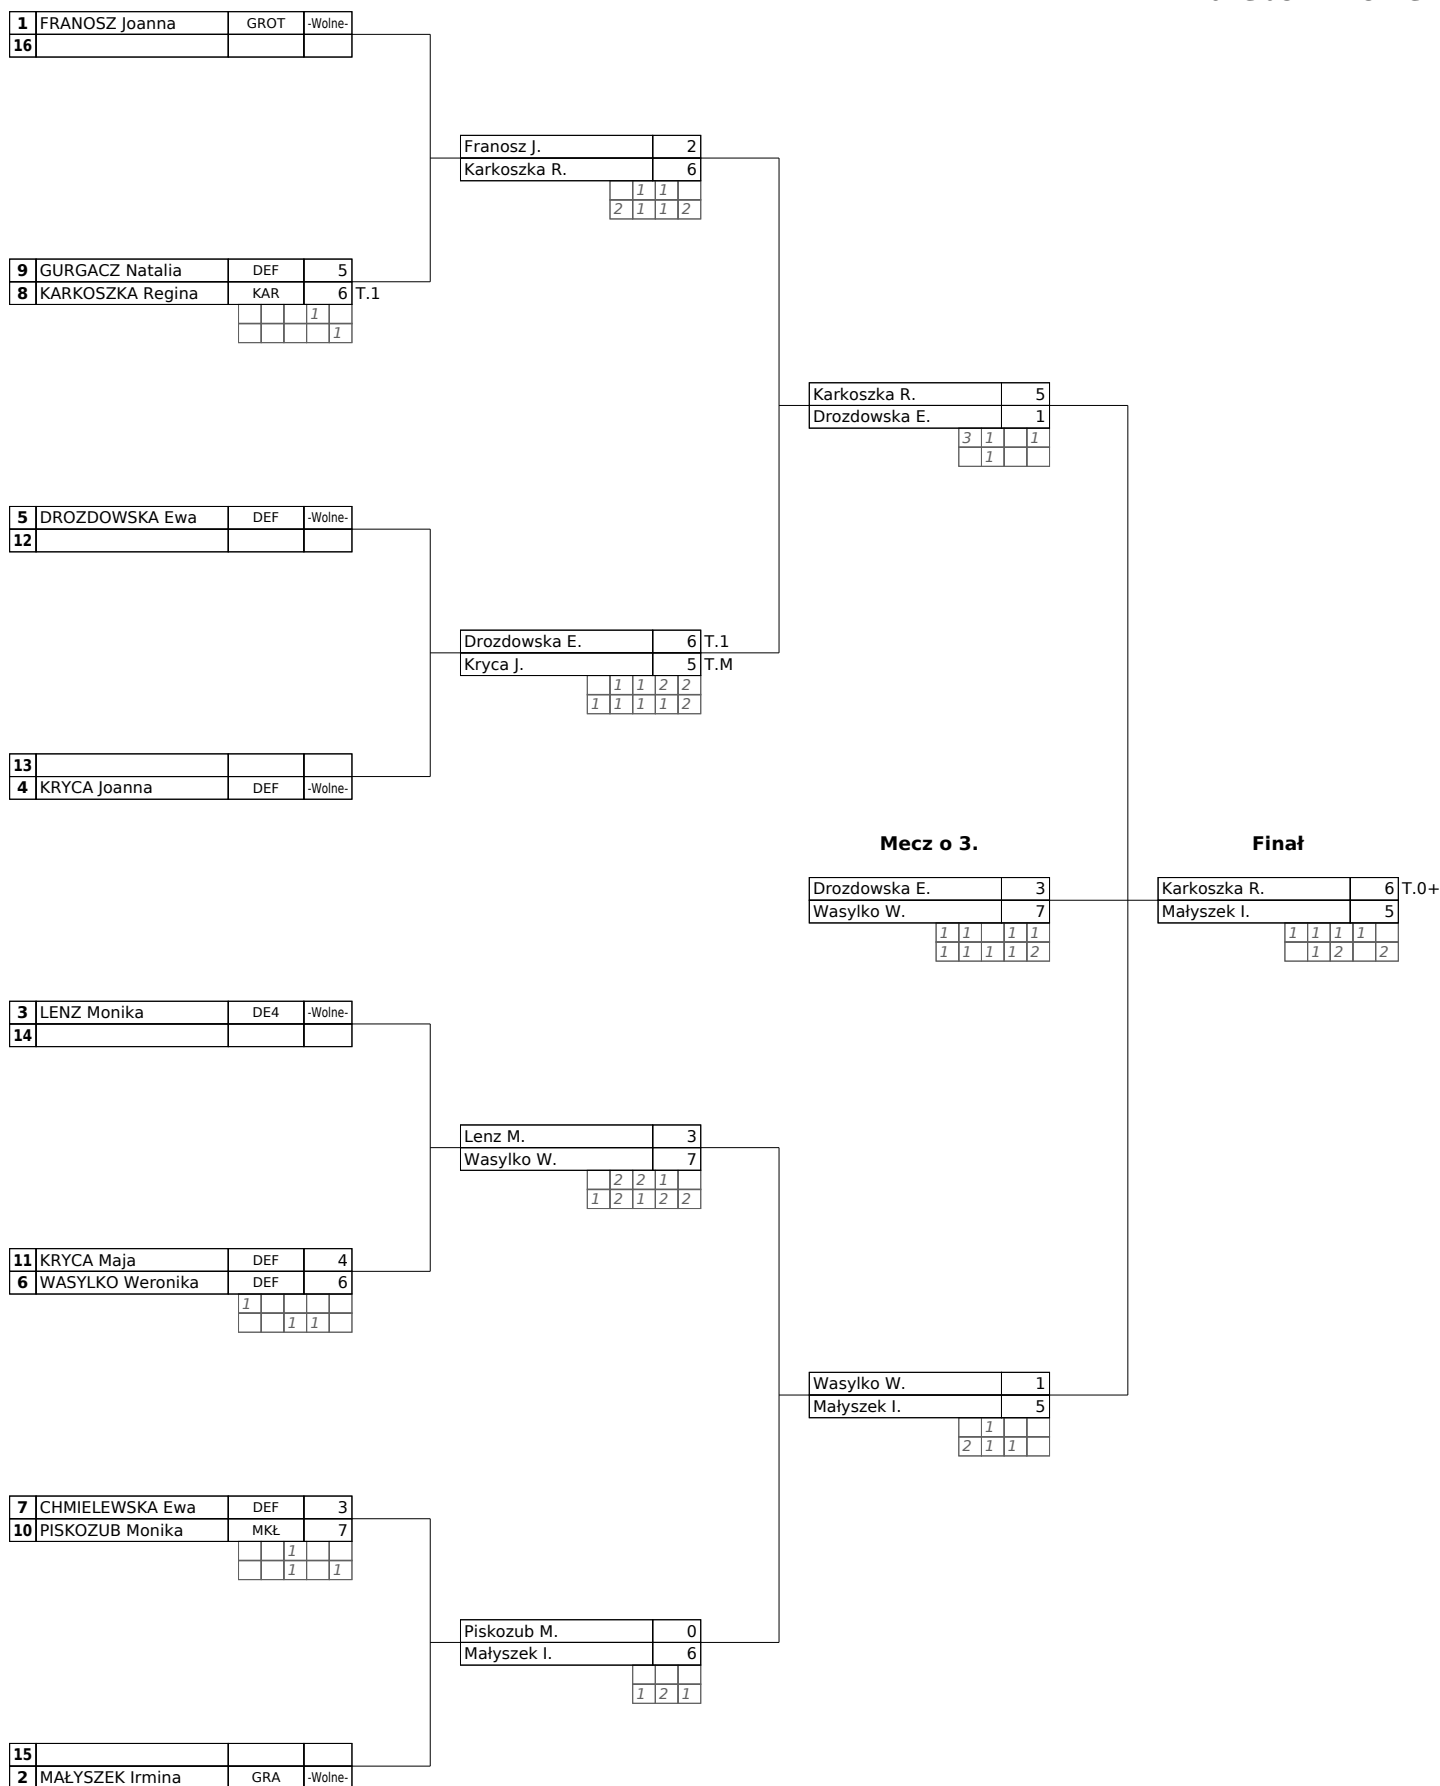 1 FRANOSZ Joanna GROT -Wolne-
16
Franosz J. 2
Karkoszka R. 6
1 1
2 1 1 2
9 GURGACZ Natalia DEF 5
8 KARKOSZKA Regina KAR 6 T.1
1
1
Karkoszka R. 5
Drozdowska E. 1
3 1 1
1
5 DROZDOWSKA Ewa DEF -Wolne-
12
Drozdowska E. 6 T.1
Kryca J. 5 T.M
1 1 2 2
1 1 1 1 2
13
4 KRYCA Joanna DEF -Wolne-
Mecz o 3. Finał
Drozdowska E. 3 Karkoszka R. 6 T.0+
Wasylko W. 7 Małyszek I. 5
1 1 1 1 1 1 1 1
1 1 1 1 2 1 2 2
3 LENZ Monika DE4 -Wolne-
14
Lenz M. 3
Wasylko W. 7
2 2 1
1 2 1 2 2
11 KRYCA Maja DEF 4
6 WASYLKO Weronika DEF 6
1
1 1
Wasylko W. 1
Małyszek I. 5
1
2 1 1
7 CHMIELEWSKA Ewa DEF 3
10 PISKOZUB Monika MKŁ 7
1
1 1
Piskozub M. 0
Małyszek I. 6
1 2 1
15
2 MAŁYSZEK Irmina GRA -Wolne-